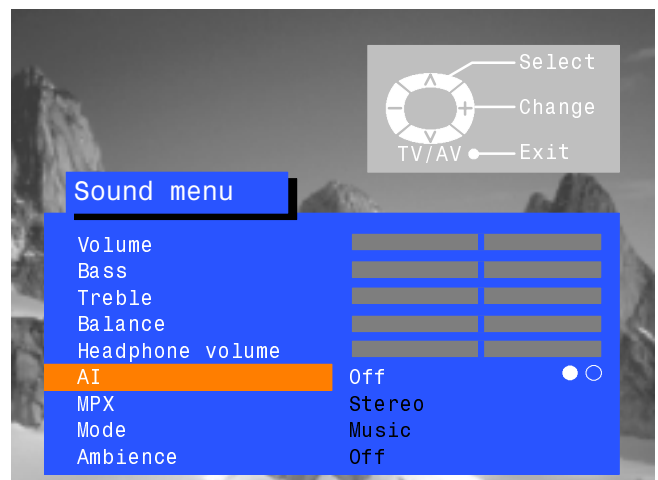 Select
Change
TV/AV Exit
Sound menu
Volume
Bass
Treble
Balance
Headphone volume
AI Off
MPX Stereo
Mode Music
Ambience Off